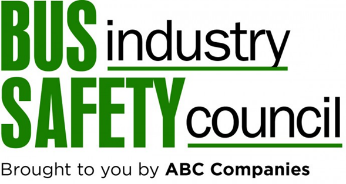 BUS industry
SAFETY council
Brought to you by ABC Companies